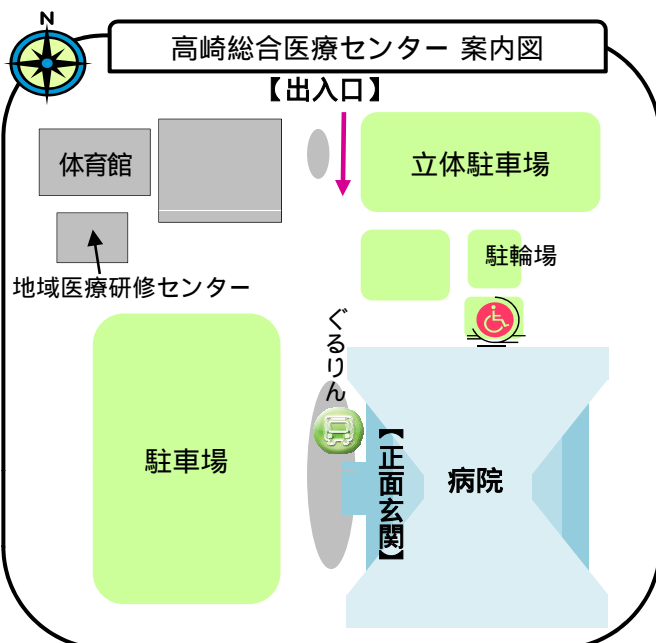 N
高崎総合医療センター 案内図
【出入口】
体育館
立体駐車場
駐輪場
地域医療研修センター
ぐるりん
駐車場
【正面玄関】
病院